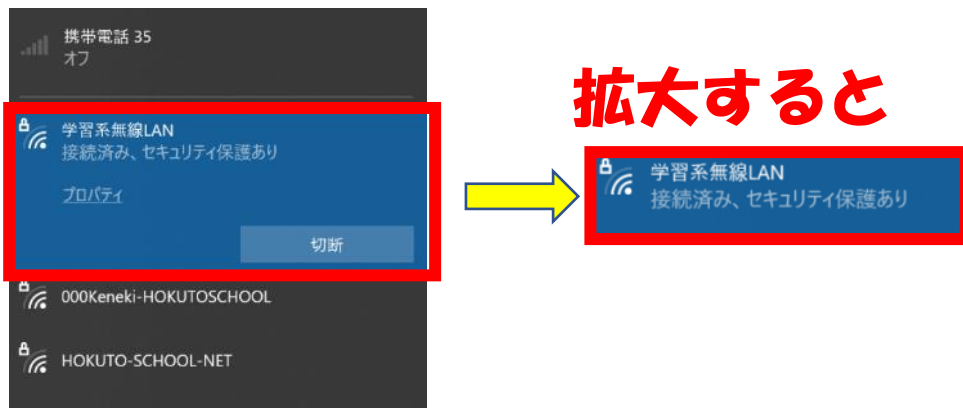 携帯電話 35
オフ
学習系無線LAN
接続済み、セキュリティ保護あり
プロパティ
切断
000Keneki-HOKUTOSCHOOL
HOKUTO-SCHOOL-NET
拡大すると
学習系無線LAN
接続済み、セキュリティ保護あり